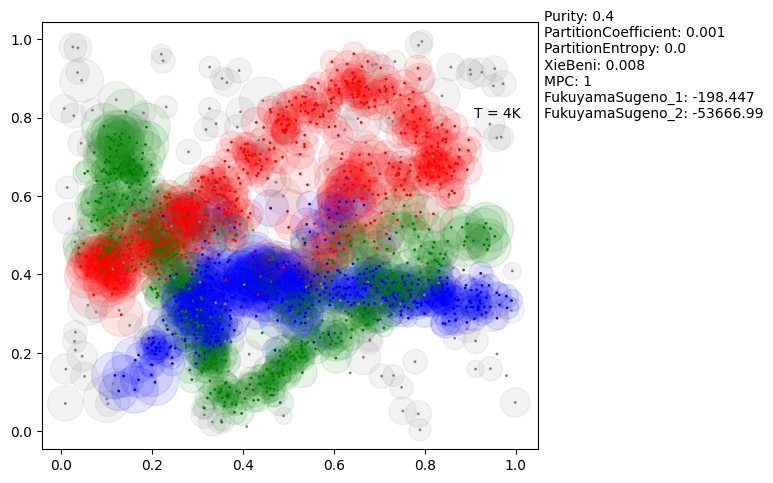 Purity: 0.4
PartitionCoefficient: 0.001
PartitionEntropy: 0.0
XieBeni: 0.008
MPC: 1
FukuyamaSugeno_1: -198.447
FukuyamaSugeno_2: -53666.99
T = 4K
1.0
0.8
0.6
0.4
0.2
0.0
0.0 0.2 0.4 0.6 0.8 1.0